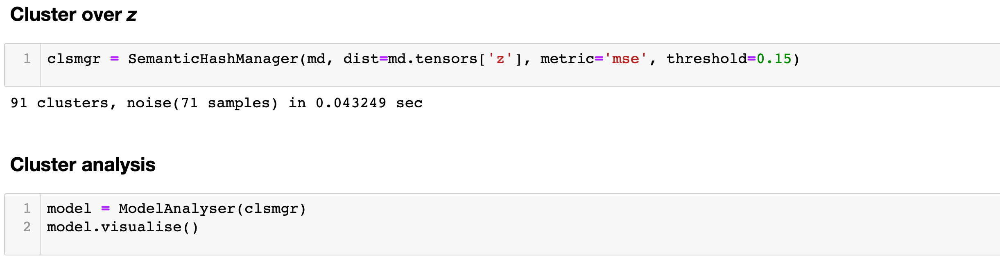 Cluster over z
1 clsmgr = SemanticHashManager(md, dist=md.tensors['z'], metric='mse', threshold=0.15)
91 clusters, noise(71 samples) in 0.043249 sec
Cluster analysis
1 model = ModelAnalyser(clsmgr)
2 model.visualise()